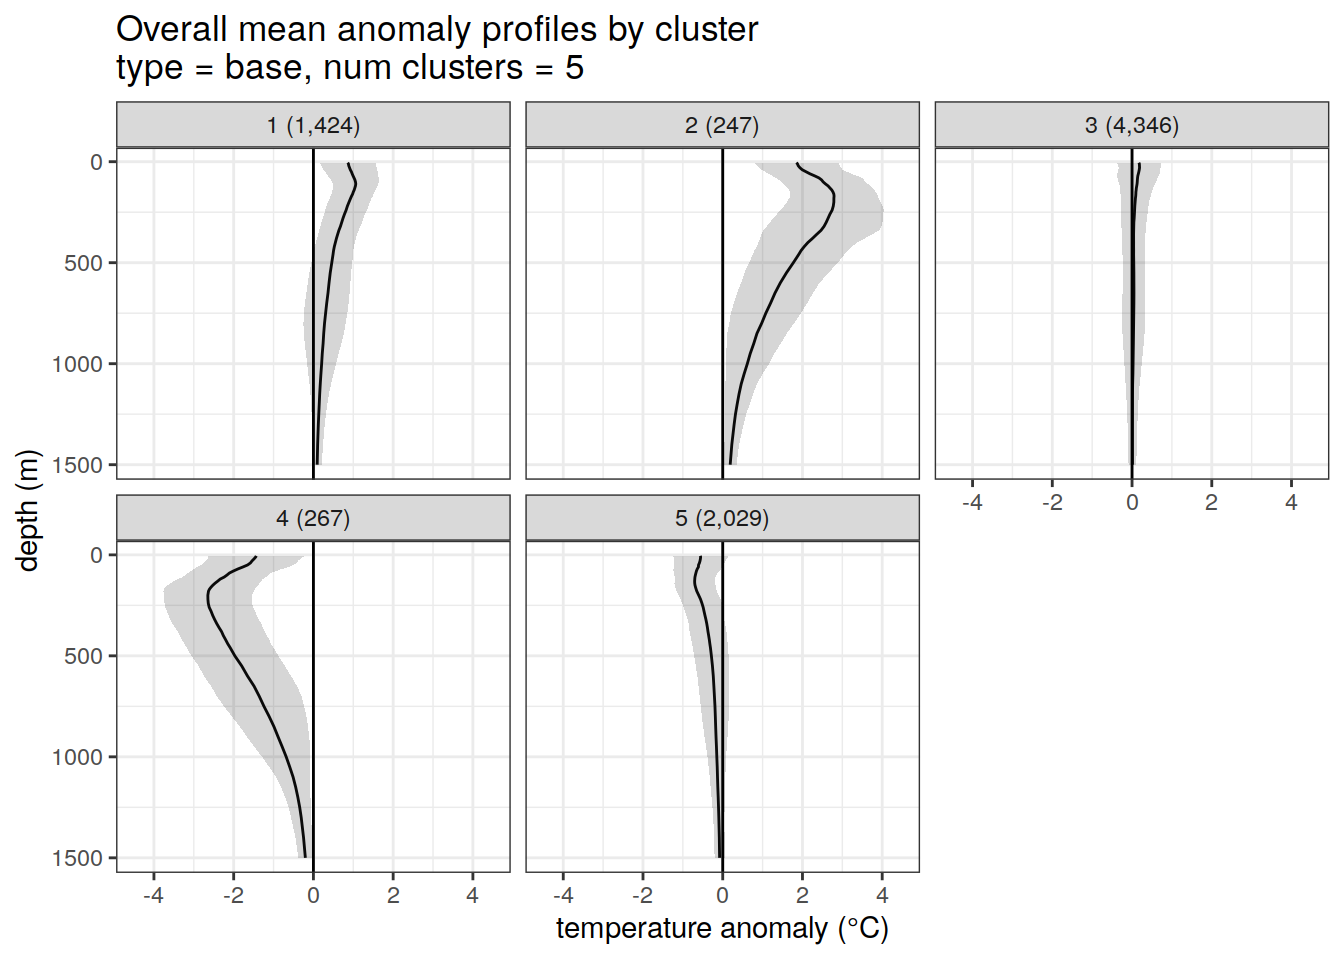 Overall mean anomaly profiles by cluster
type = base, num clusters = 5
1 (1,424)
2 (247)
3 (4,346)
0
500
1000
1500
-4 -2 0 2 4
4 (267)
5 (2,029)
0
500
1000
1500
-4 -2 0 2 4
-4 -2 0 2 4
depth (m)
temperature anomaly (°C)